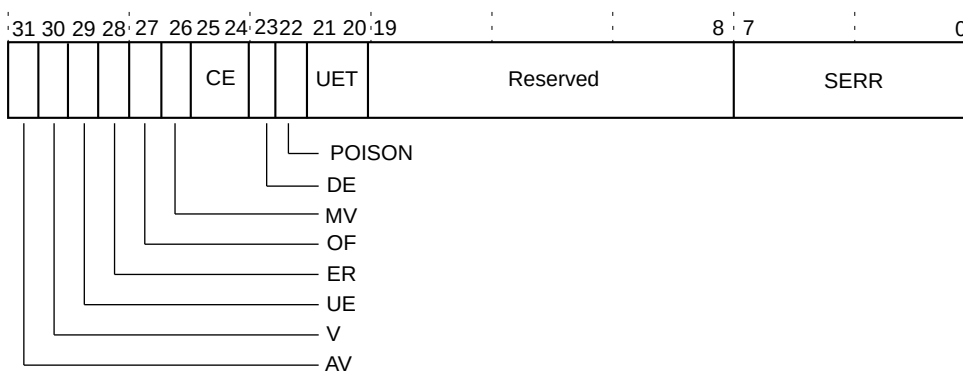 31 30 29 28 27 26 25 24 23 22 21 20 19 8 7 0
CE UET Reserved SERR
POISON
DE
MV
OF
ER
UE
V
AV